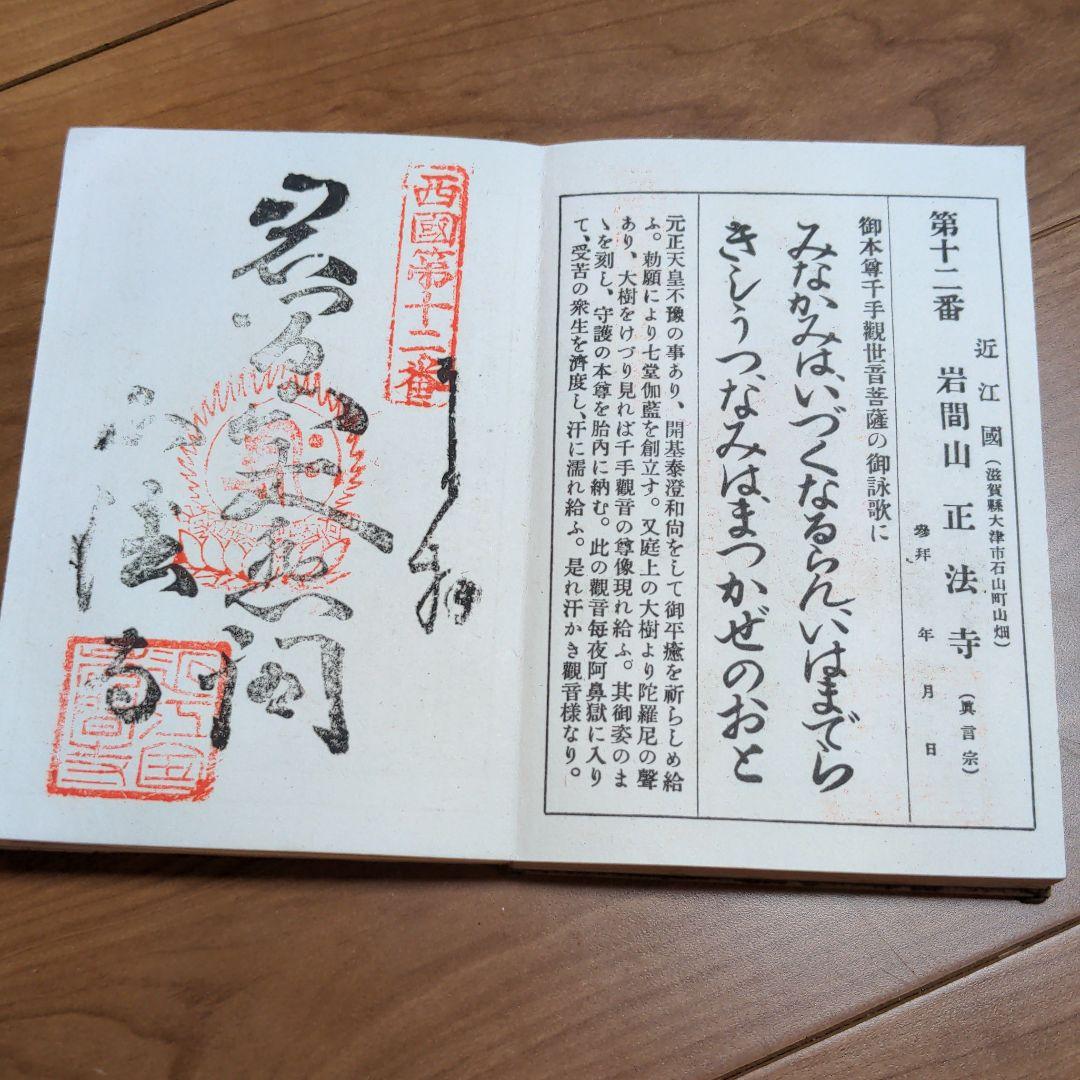 近江國(滋賀縣大津市石山町山畑)
第十二番 岩間山 正法寺 (眞言宗)
參拜 年 月 日
御本尊千手觀世音菩薩の御詠歌に
みなかみは、いづくなるらん、いはまでら
きしうつ、なみは、まつかぜのおと
元正天皇不豫の事あり、開基泰澄和尙をして御平癒を祈らしめ給
ふ。勅願により七堂伽藍を創立す。又庭上の大樹より陀羅尼の聲
あり、大樹をけづり見れば千手觀音の尊像現れ給ふ。其御姿のま
ゝを刻し、守護の本尊を胎內に納む。此の觀音每夜阿鼻獄に入り
て、受苦の衆生を濟度し、汗に濡れ給ふ。是れ汗かき觀音樣なり。
西國第十二番
法寺